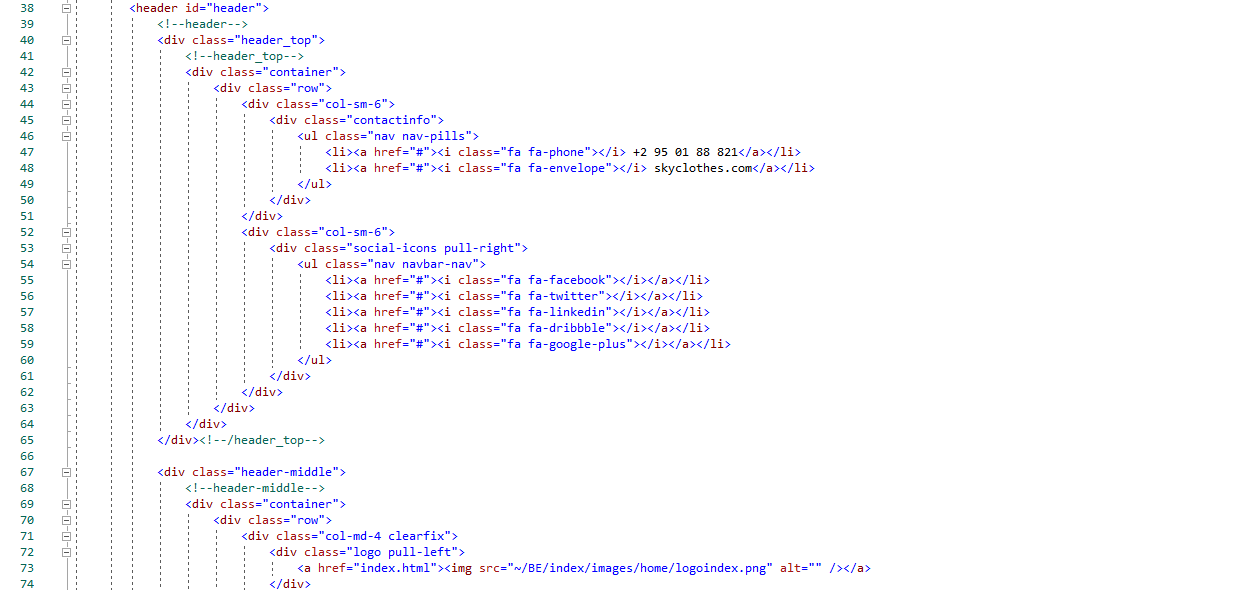 38 <header id="header">
39 <!--header-->
40 <div class="header_top">
41 <!--header_top-->
42 <div class="container">
43 <div class="row">
44 <div class="col-sm-6">
45 <div class="contactinfo">
46 <ul class="nav nav-pills">
47 <li><a href="#"><i class="fa fa-phone"></i> +2 95 01 88 821</a></li>
48 <li><a href="#"><i class="fa fa-envelope"></i> skyclothes.com</a></li>
49 </ul>
50 </div>
51 </div>
52 <div class="col-sm-6">
53 <div class="social-icons pull-right">
54 <ul class="nav navbar-nav">
55 <li><a href="#"><i class="fa fa-facebook"></i></a></li>
56 <li><a href="#"><i class="fa fa-twitter"></i></a></li>
57 <li><a href="#"><i class="fa fa-linkedin"></i></a></li>
58 <li><a href="#"><i class="fa fa-dribbble"></i></a></li>
59 <li><a href="#"><i class="fa fa-google-plus"></i></a></li>
60 </ul>
61 </div>
62 </div>
63 </div>
64 </div>
65 </div><!--/header_top-->
66
67 <div class="header-middle">
68 <!--header-middle-->
69 <div class="container">
70 <div class="row">
71 <div class="col-md-4 clearfix">
72 <div class="logo pull-left">
73 <a href="index.html"><img src="~/BE/index/images/home/logoindex.png" alt="" /></a>
74 </div>